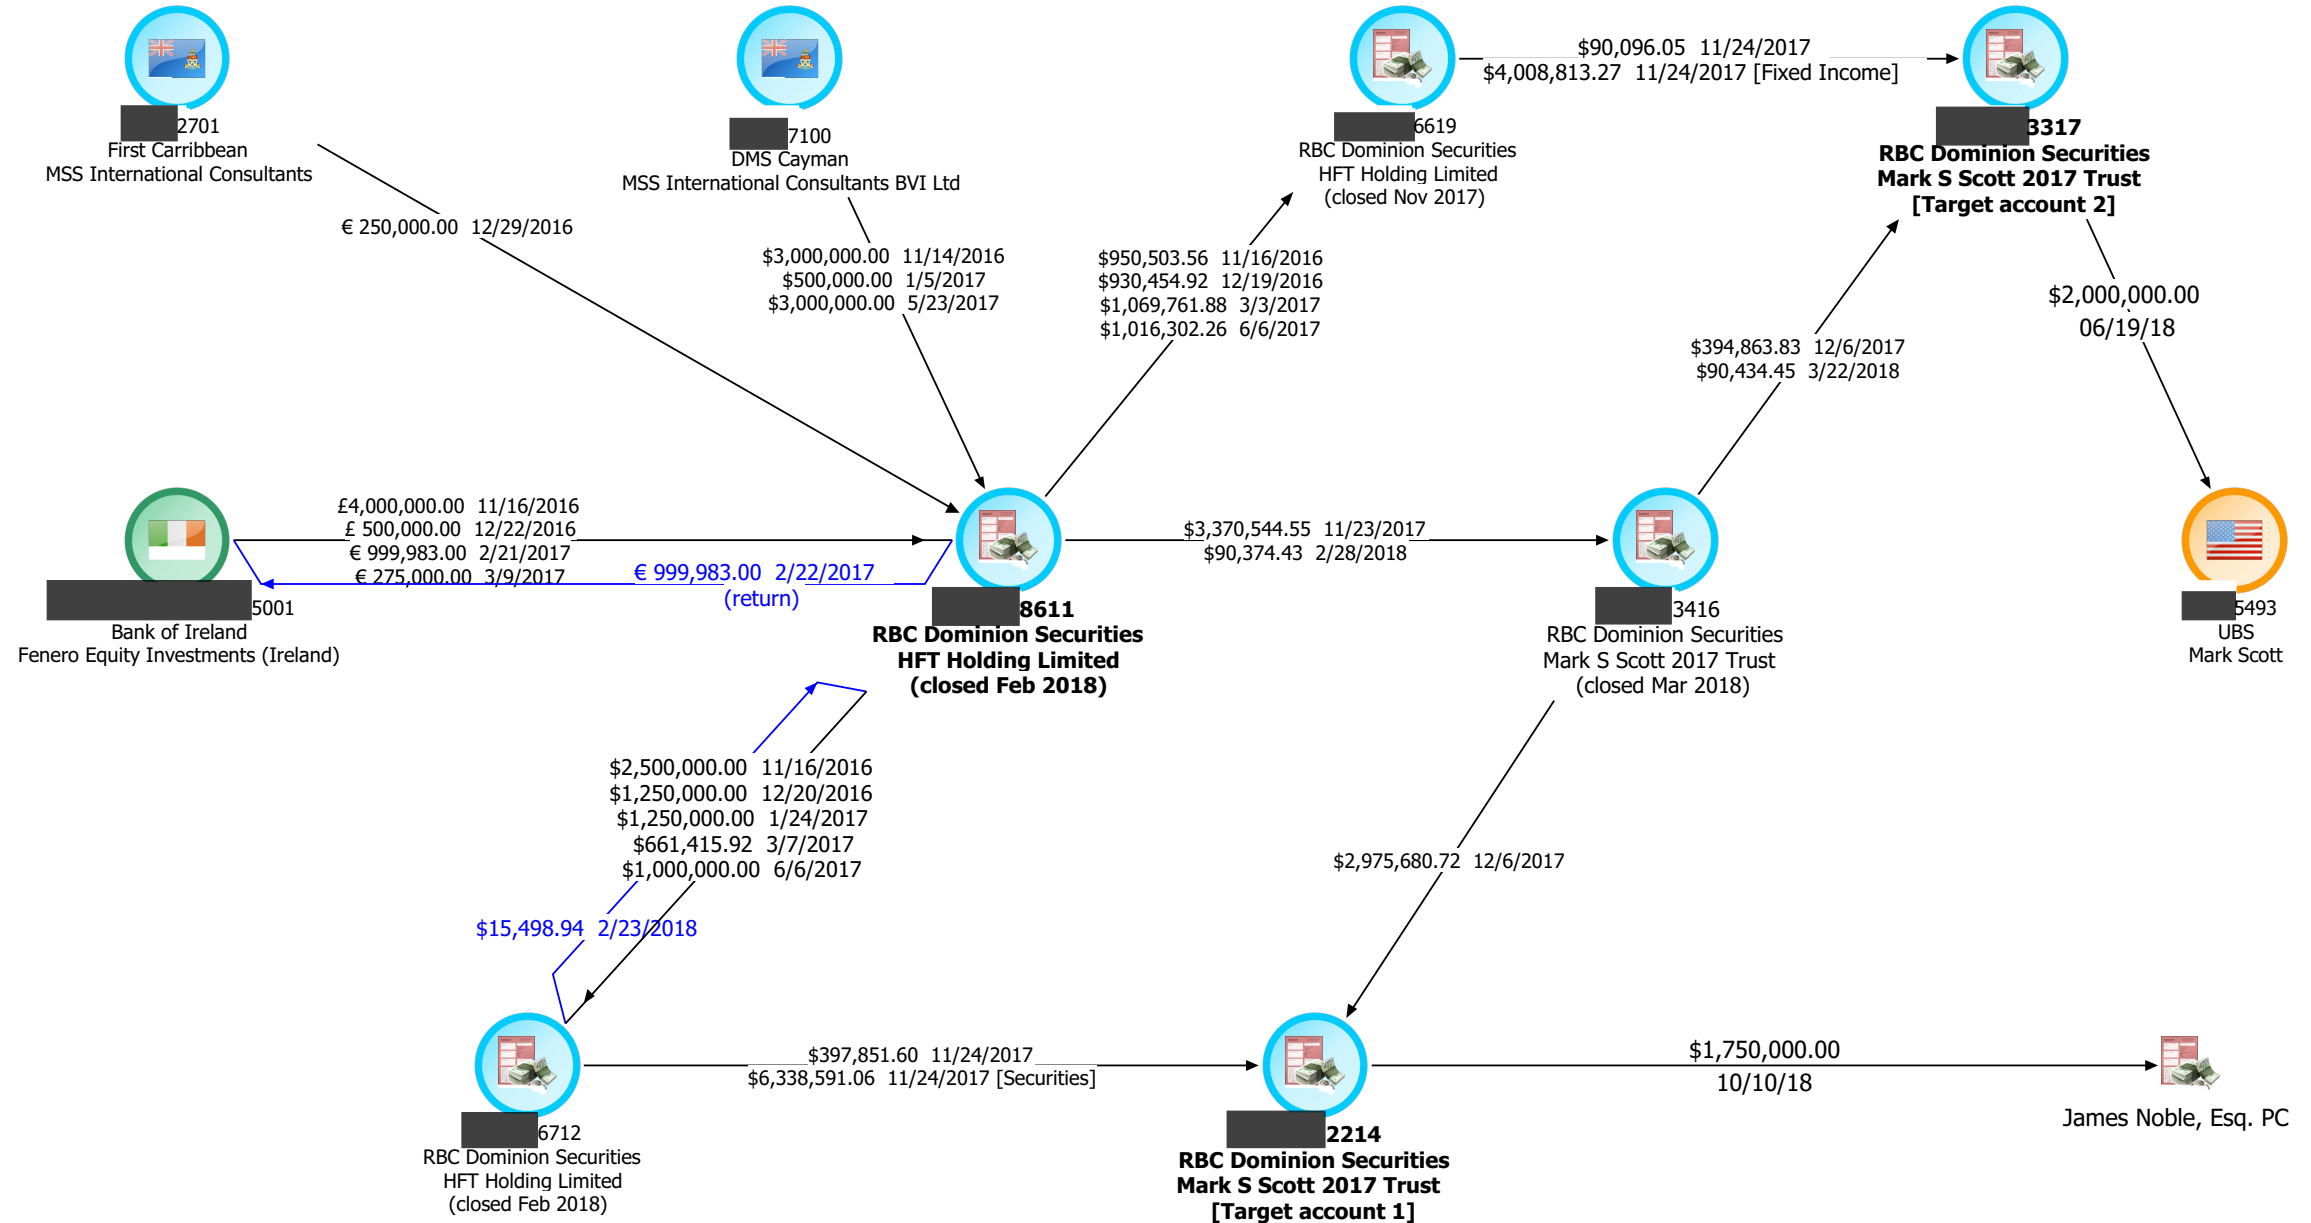 2701
First Carribbean
MSS International Consultants
7100
DMS Cayman
MSS International Consultants BVI Ltd
6619
RBC Dominion Securities
HFT Holding Limited
(closed Nov 2017)
$90,096.05 11/24/2017
$4,008,813.27 11/24/2017 [Fixed Income]
3317
RBC Dominion Securities
Mark S Scott 2017 Trust
[Target account 2]
€ 250,000.00 12/29/2016
$3,000,000.00 11/14/2016
$500,000.00 1/5/2017
$3,000,000.00 5/23/2017
$950,503.56 11/16/2016
$930,454.92 12/19/2016
$1,069,761.88 3/3/2017
$1,016,302.26 6/6/2017
$394,863.83 12/6/2017
$90,434.45 3/22/2018
$2,000,000.00
06/19/18
£4,000,000.00 11/16/2016
£ 500,000.00 12/22/2016
€ 999,983.00 2/21/2017
€ 275,000.00 3/9/2017
€ 999,983.00 2/22/2017
(return)
$3,370,544.55 11/23/2017
$90,374.43 2/28/2018
5001
Bank of Ireland
Fenero Equity Investments (Ireland)
8611
RBC Dominion Securities
HFT Holding Limited
(closed Feb 2018)
3416
RBC Dominion Securities
Mark S Scott 2017 Trust
(closed Mar 2018)
5493
UBS
Mark Scott
$2,500,000.00 11/16/2016
$1,250,000.00 12/20/2016
$1,250,000.00 1/24/2017
$661,415.92 3/7/2017
$1,000,000.00 6/6/2017
$15,498.94 2/23/2018
$2,975,680.72 12/6/2017
$397,851.60 11/24/2017
$6,338,591.06 11/24/2017 [Securities]
$1,750,000.00
10/10/18
6712
RBC Dominion Securities
HFT Holding Limited
(closed Feb 2018)
2214
RBC Dominion Securities
Mark S Scott 2017 Trust
[Target account 1]
James Noble, Esq. PC